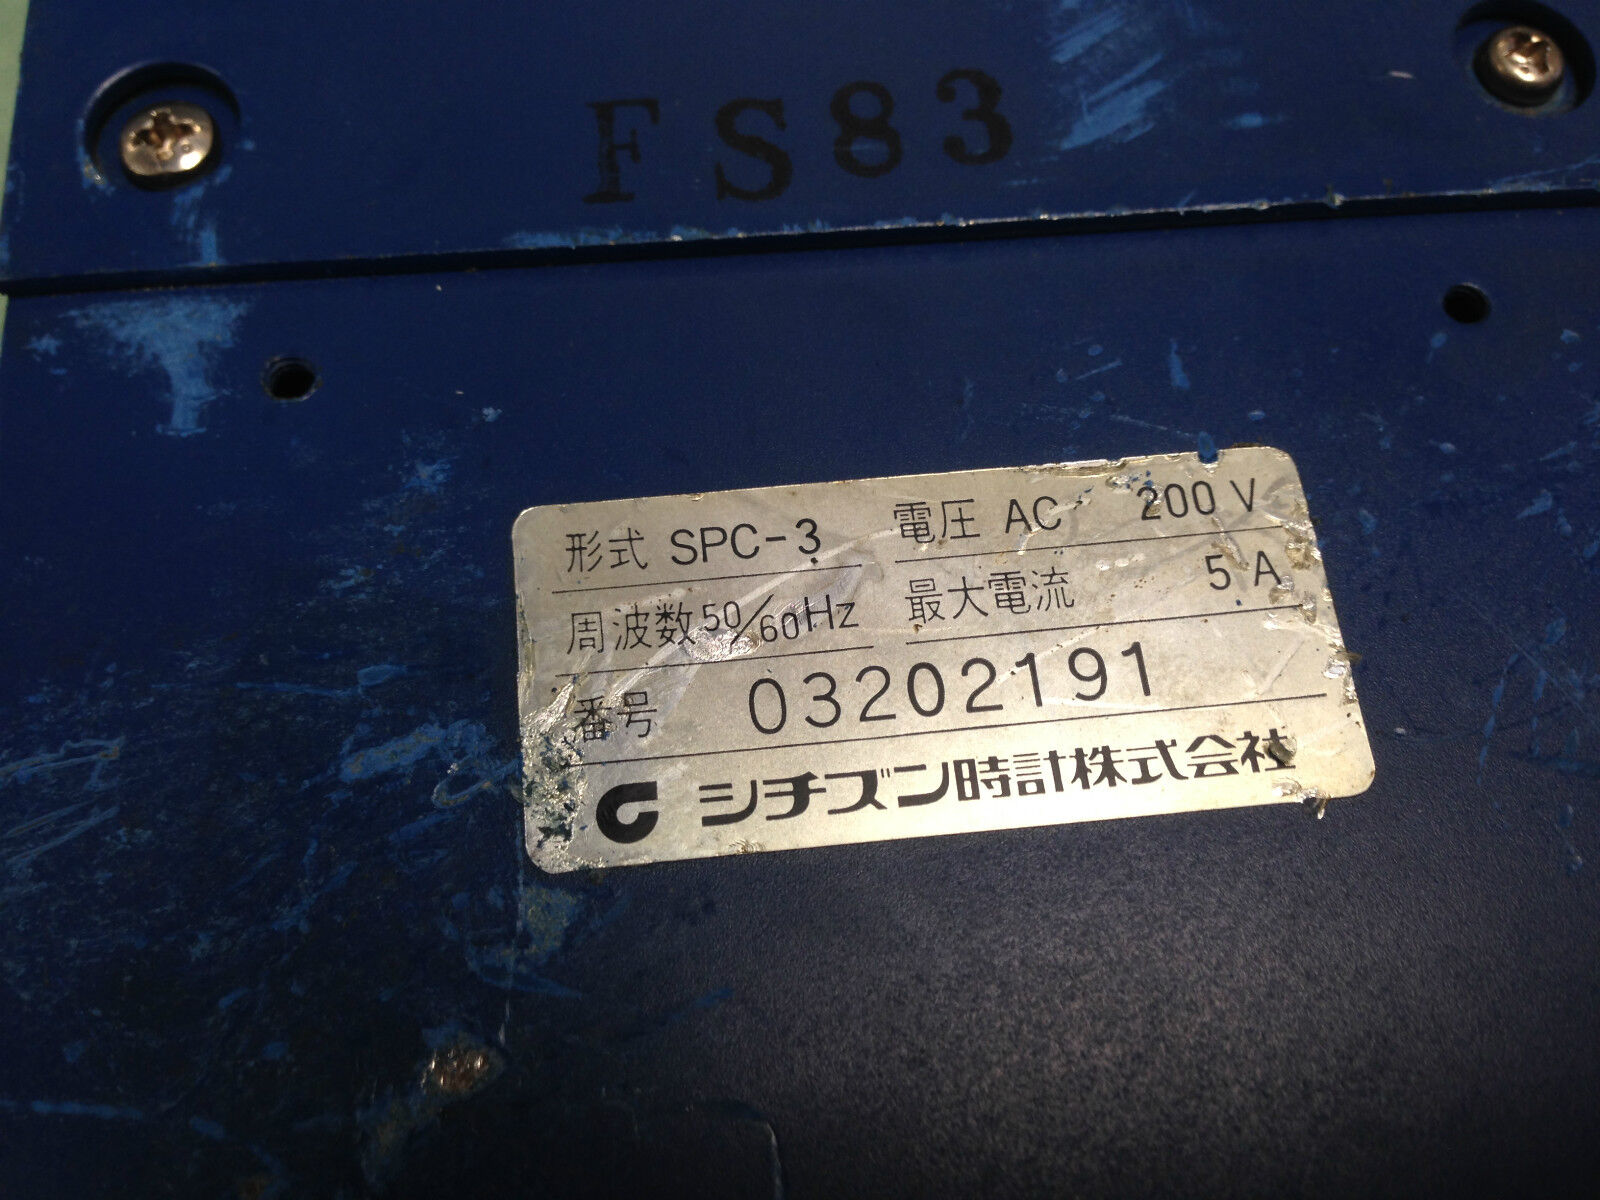 FS83
形式 SPC-3 電圧 AC 200 V
周波数 50/60Hz 最大電流 5 A
番号 03202191
シチズン時計株式会社